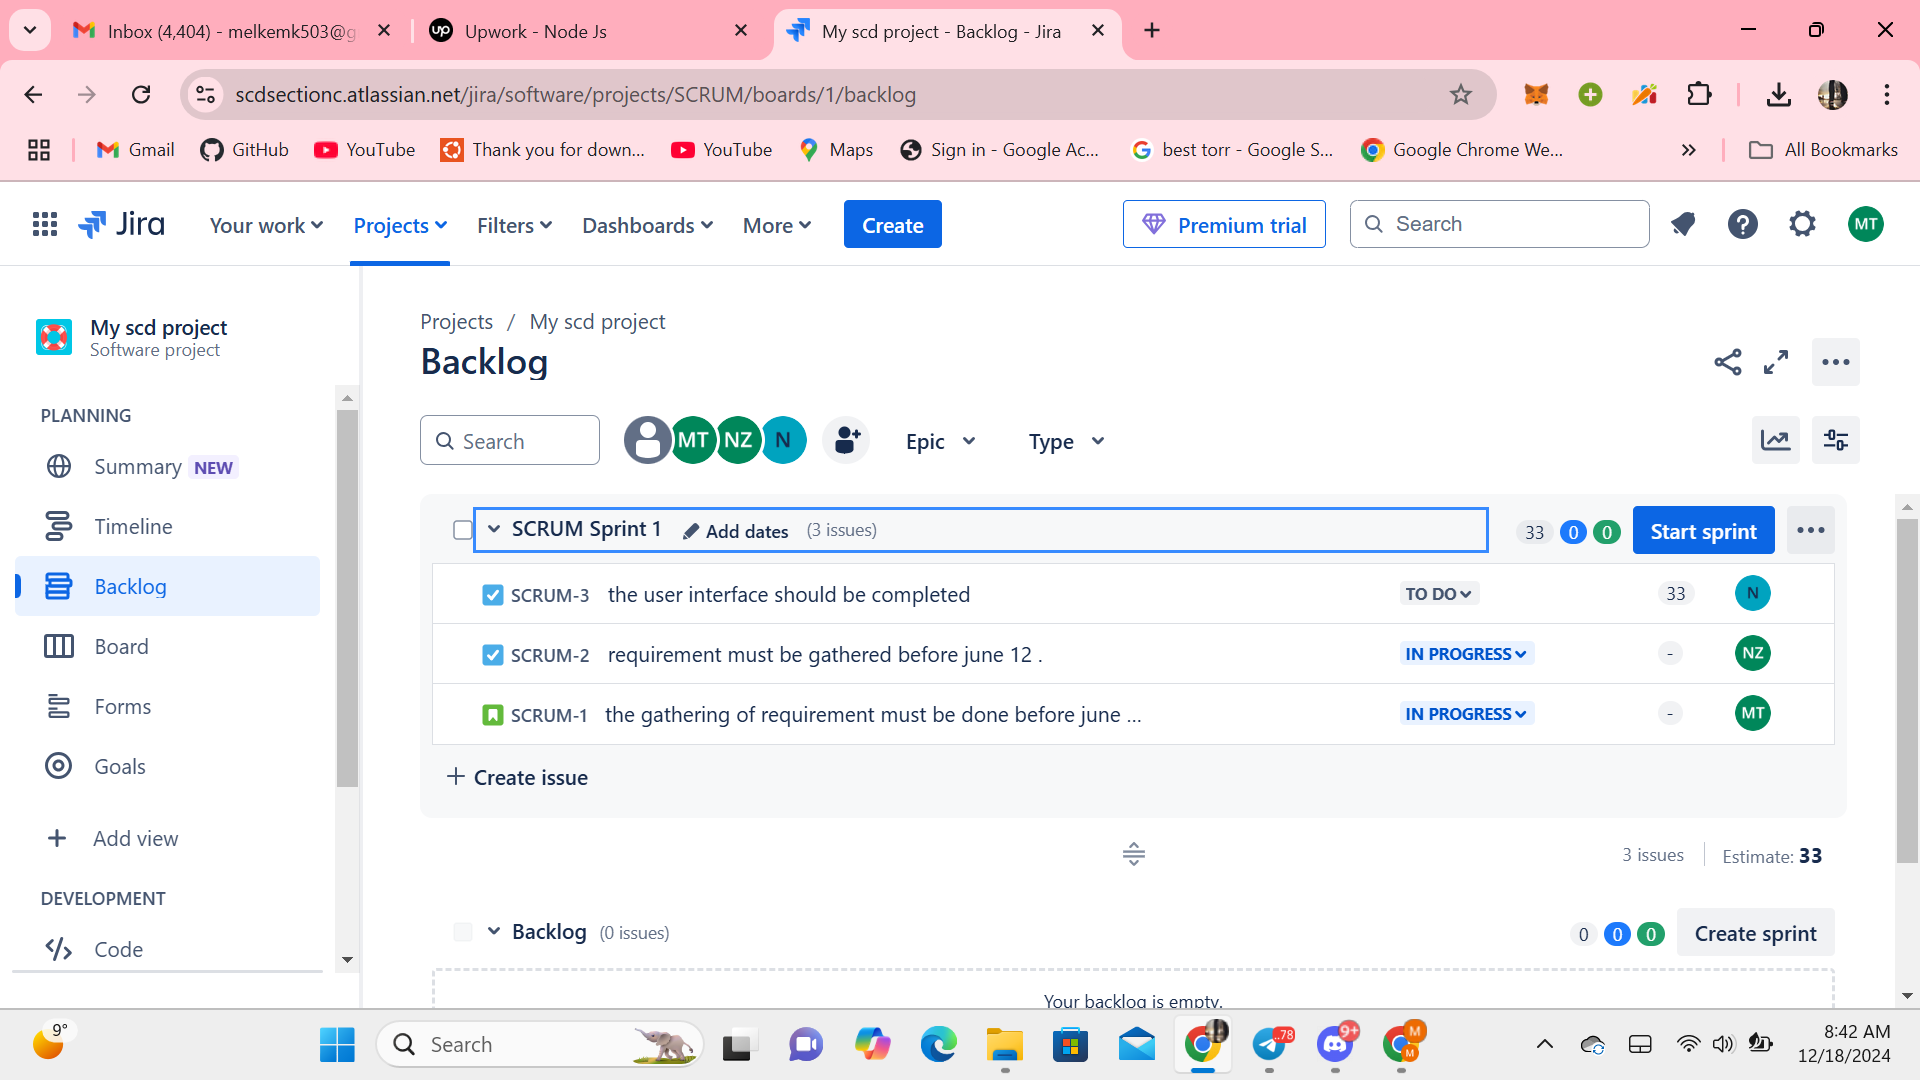 Inbox (4,404) - melkemk503@g
Upwork - Node Js
My scd project - Backlog - Jira
scdsectionc.atlassian.net/jira/software/projects/SCRUM/boards/1/backlog
Gmail
GitHub
YouTube
Thank you for down...
YouTube
Maps
Sign in - Google Ac...
best torr - Google S...
Google Chrome We...
All Bookmarks
Jira
Your work
Projects
Filters
Dashboards
More
Create
Premium trial
Search
MT
My scd project
Software project
PLANNING
Summary NEW
Timeline
Backlog
Board
Forms
Goals
Add view
DEVELOPMENT
Code
Projects / My scd project
Backlog
Search
MT NZ N
Epic
Type
SCRUM Sprint 1 Add dates (3 issues)
33 0 0 Start sprint
SCRUM-3 the user interface should be completed TO DO 33 N
SCRUM-2 requirement must be gathered before june 12 . IN PROGRESS - NZ
SCRUM-1 the gathering of requirement must be done before june ... IN PROGRESS - MT
+ Create issue
3 issues Estimate: 33
Backlog (0 issues) 0 0 0 Create sprint
Your backlog is empty.
9°
Search
..78
9+
M
M
8:42 AM
12/18/2024